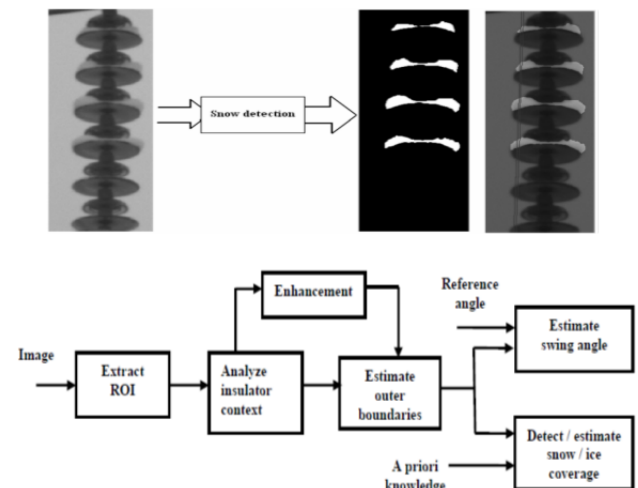 Snow detection
Enhancement
Reference
angle
Estimate
swing angle
Image
Extract
ROI
Analyze
insulator
context
Estimate
outer
boundaries
Detect / estimate
snow / ice
coverage
A priori
knowledge